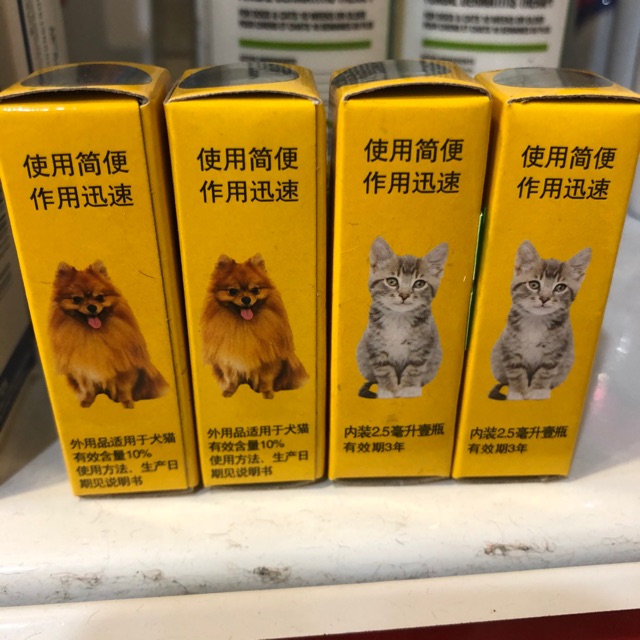 使用简便
作用迅速
外用品适用于犬猫
有效含量10%
使用方法、生产日
期见说明书
使用简便
作用迅速
外用品适用于犬猫
有效含量10%
使用方法、生产日
期见说明书
使用简便
作用迅速
内装2.5毫升壹瓶
有效期3年
使用简便
作用迅速
内装2.5毫升壹瓶
有效期3年